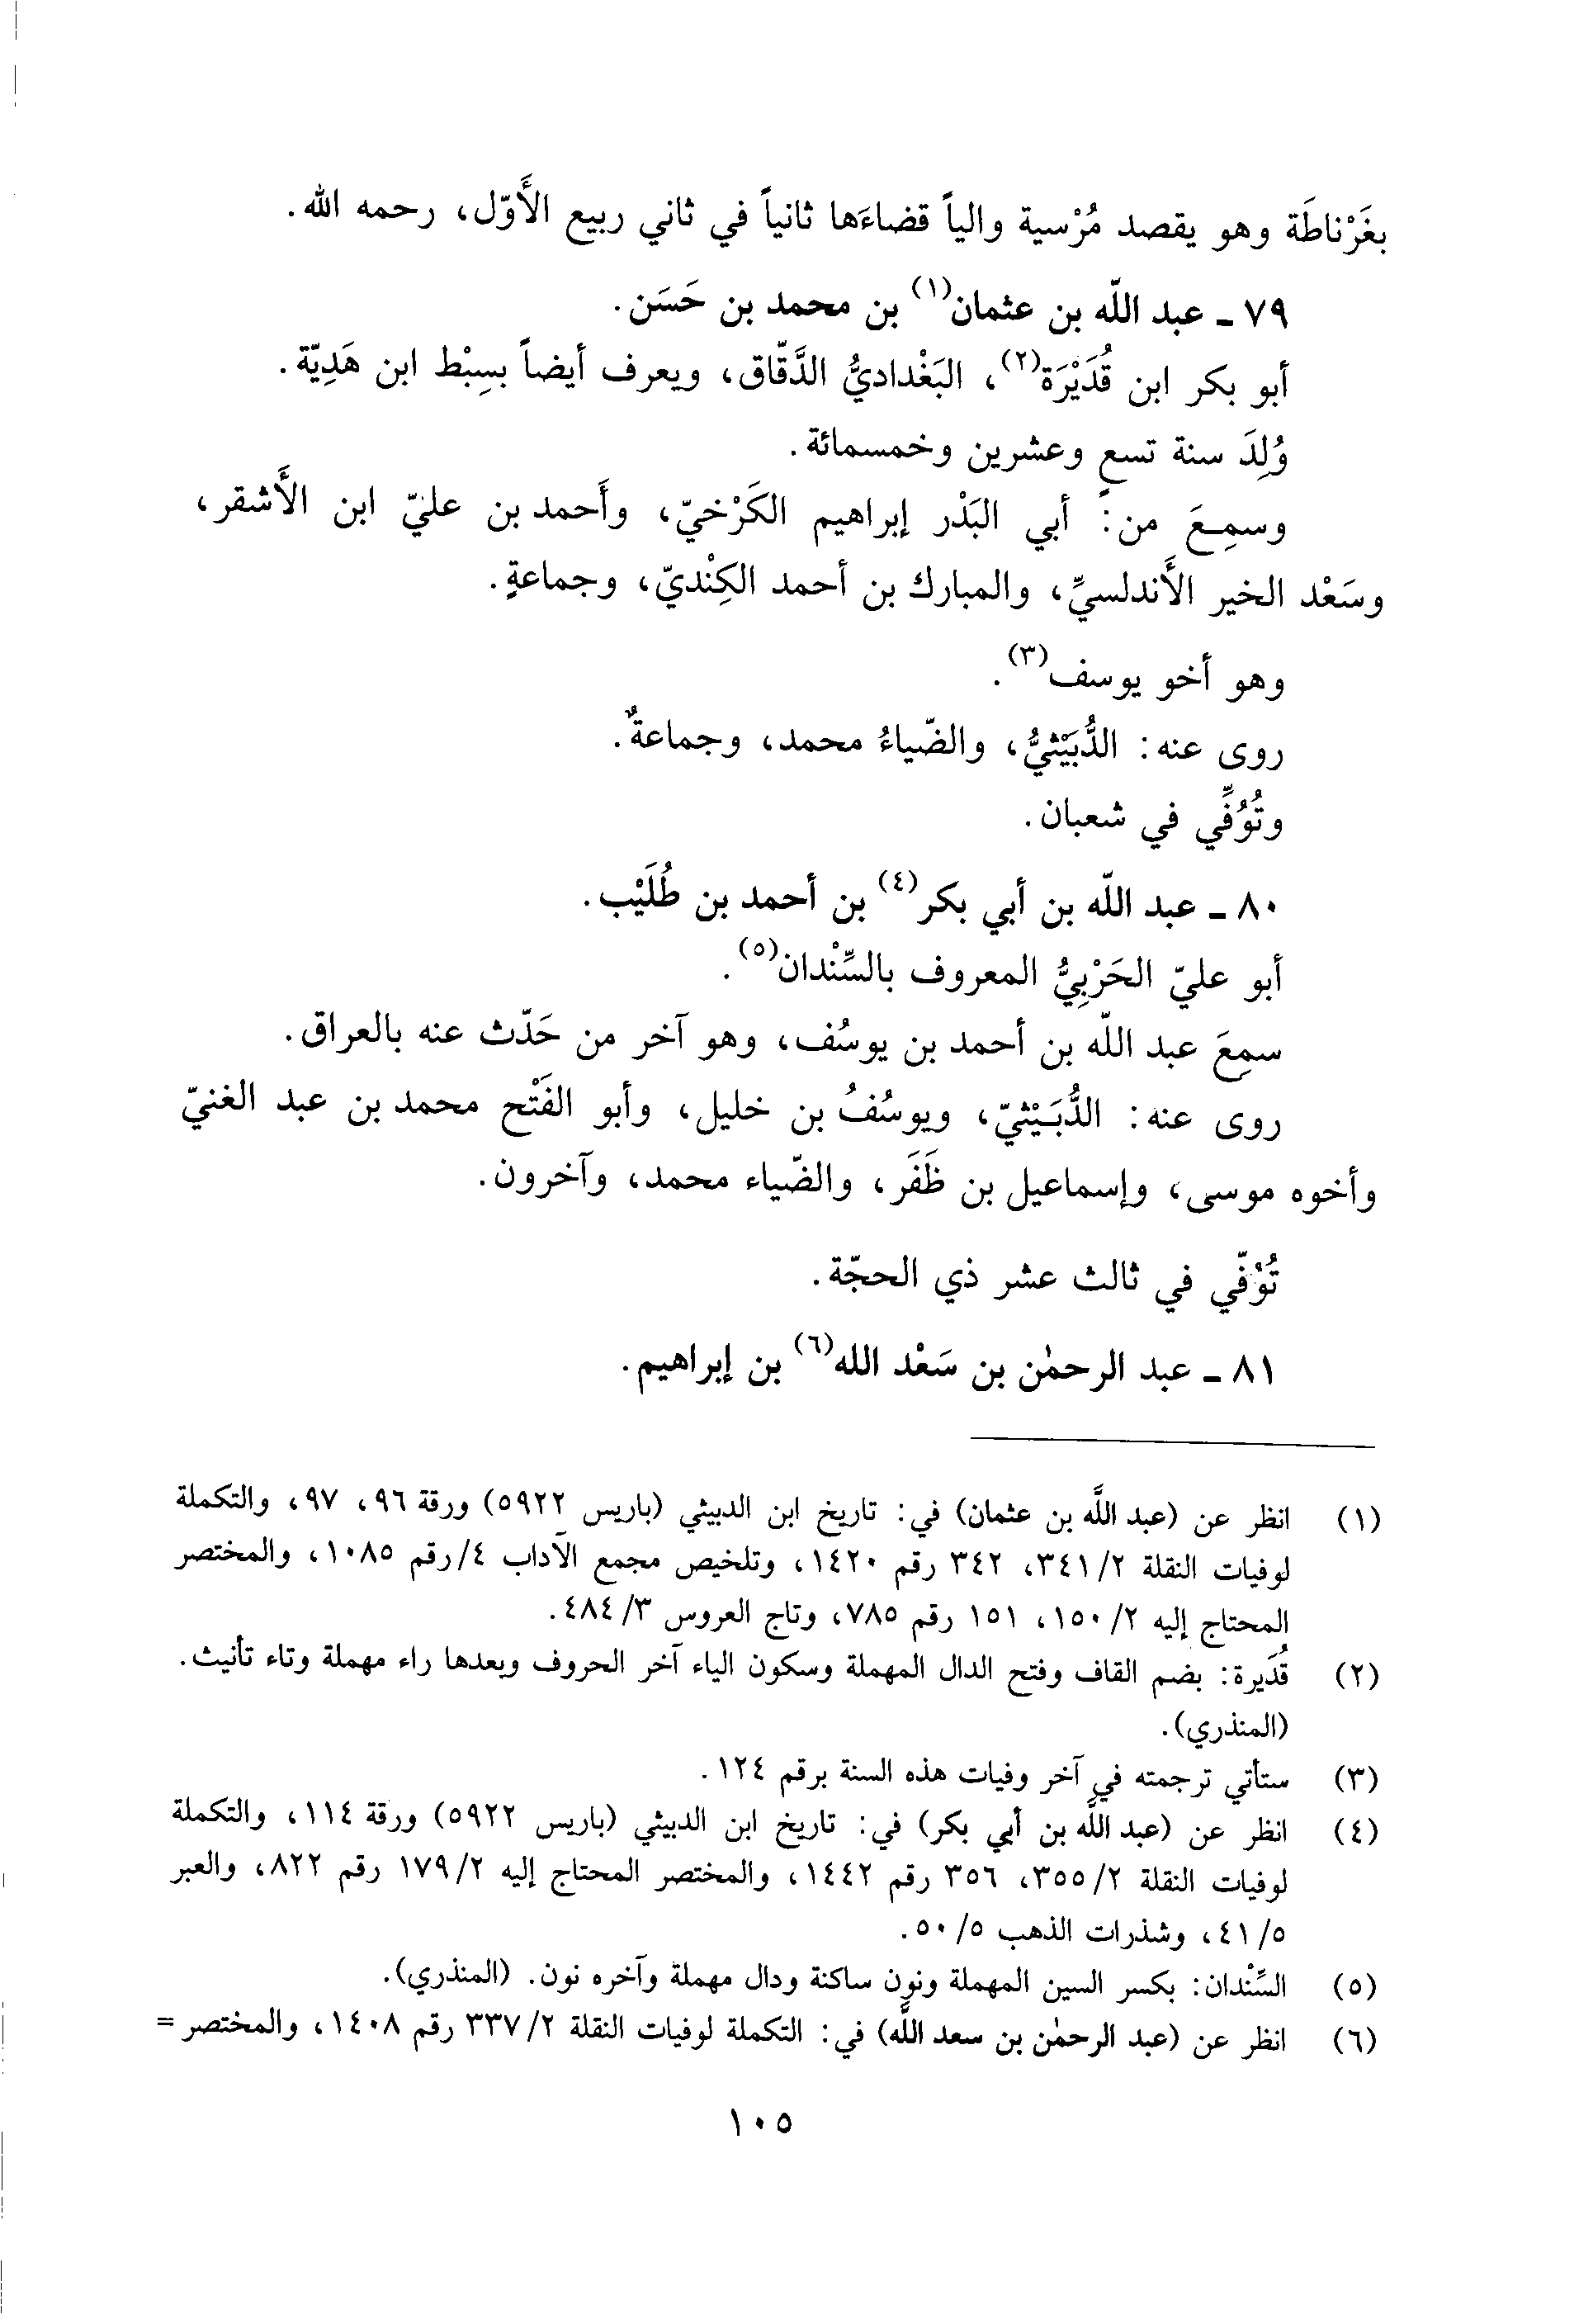 بغَرْناطَة وهو يقصد مُرْسية والياً قضاءَها ثانياً في ثاني ربيع الأَوّل، رحمه الله.
٧٩ ـ عبد اللّه بن عثمان(١) بن محمد بن حَسَن.
أبو بكر ابن قُدَيْرَة(٢)، البَغْداديُّ الدَّقّاق، ويعرف أيضاً بسِبْط ابن هَدِيّة.
وُلِدَ سنة تسعٍ وعشرين وخمسمائة.
وسمِعَ من: أبي البَدْر إبراهيم الكَرْخيّ، وأَحمد بن عليّ ابن الأَشقر،
وسَعْد الخير الأَندلسيِّ، والمبارك بن أحمد الكِنْديّ، وجماعةٍ.
وهو أخو يوسف(٣).
روى عنه: الدُّبَيْثيُّ، والضّياءُ محمد، وجماعةٌ.
وتُوُفِّي في شعبان.
٨٠ ـ عبد اللّه بن أبي بكر(٤) بن أحمد بن طُلَيْب.
أبو عليّ الحَرْبِيُّ المعروف بالسِّنْدان(٥).
سمِعَ عبد اللّه بن أحمد بن يوسُف، وهو آخر من حَدّث عنه بالعراق.
روى عنه: الدُّبَيْثيّ، ويوسُفُ بن خليل، وأبو الفَتْح محمد بن عبد الغنيّ
وأخوه موسى، وإسماعيل بن ظَفَر، والضّياء محمد، وآخرون.
تُوُفّي في ثالث عشر ذي الحجّة.
٨١ ـ عبد الرحمٰن بن سَعْد الله(٦) بن إبراهيم.
(١) انظر عن (عبد اللَّه بن عثمان) في: تاريخ ابن الدبيثي (باريس ٥٩٢٢) ورقة ٩٦، ٩٧، والتكملة
لوفيات النقلة ٢/ ٣٤١، ٣٤٢ رقم ١٤٢٠، وتلخيص مجمع الآداب ٤/رقم ١٠٨٥، والمختصر
المحتاج إليه ٢/ ١٥٠، ١٥١ رقم ٧٨٥، وتاج العروس ٣/ ٤٨٤.
(٢) قُدَيرة: بضم القاف وفتح الدال المهملة وسكون الياء آخر الحروف وبعدها راء مهملة وتاء تأنيث.
(المنذري).
(٣) ستأتي ترجمته في آخر وفيات هذه السنة برقم ١٢٤.
(٤) انظر عن (عبد اللَّه بن أبي بكر) في: تاريخ ابن الدبيثي (باريس ٥٩٢٢) ورقة ١١٤، والتكملة
لوفيات النقلة ٢/ ٣٥٥، ٣٥٦ رقم ١٤٤٢، والمختصر المحتاج إليه ٢/ ١٧٩ رقم ٨٢٢، والعبر
٥/ ٤١، وشذرات الذهب ٥/ ٥٠.
(٥) السِّنْدان: بكسر السين المهملة ونون ساكنة ودال مهملة وآخره نون. (المنذري).
(٦) انظر عن (عبد الرحمٰن بن سعد اللَّه) في: التكملة لوفيات النقلة ٢/ ٣٣٧ رقم ١٤٠٨، والمختصر =
١٠٥